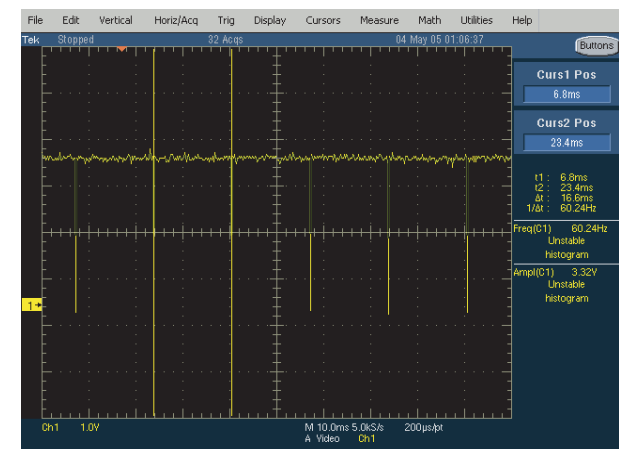 File Edit Vertical Horiz/Acq Trig Display Cursors Measure Math Utilities Help
Tek Stopped 32 Acqs 04 May 05 01:06:37
Buttons
Curs1 Pos
6.8ms
Curs2 Pos
23.4ms
t1: 6.8ms
t2: 23.4ms
Δt: 16.6ms
1/Δt: 60.24Hz
Freq(C1) 60.24Hz
Unstable
histogram
Ampl(C1) 3.32V
Unstable
histogram
1
Ch1 1.0V M 10.0ms 5.0kS/s 200µs/pt
A Video Ch1